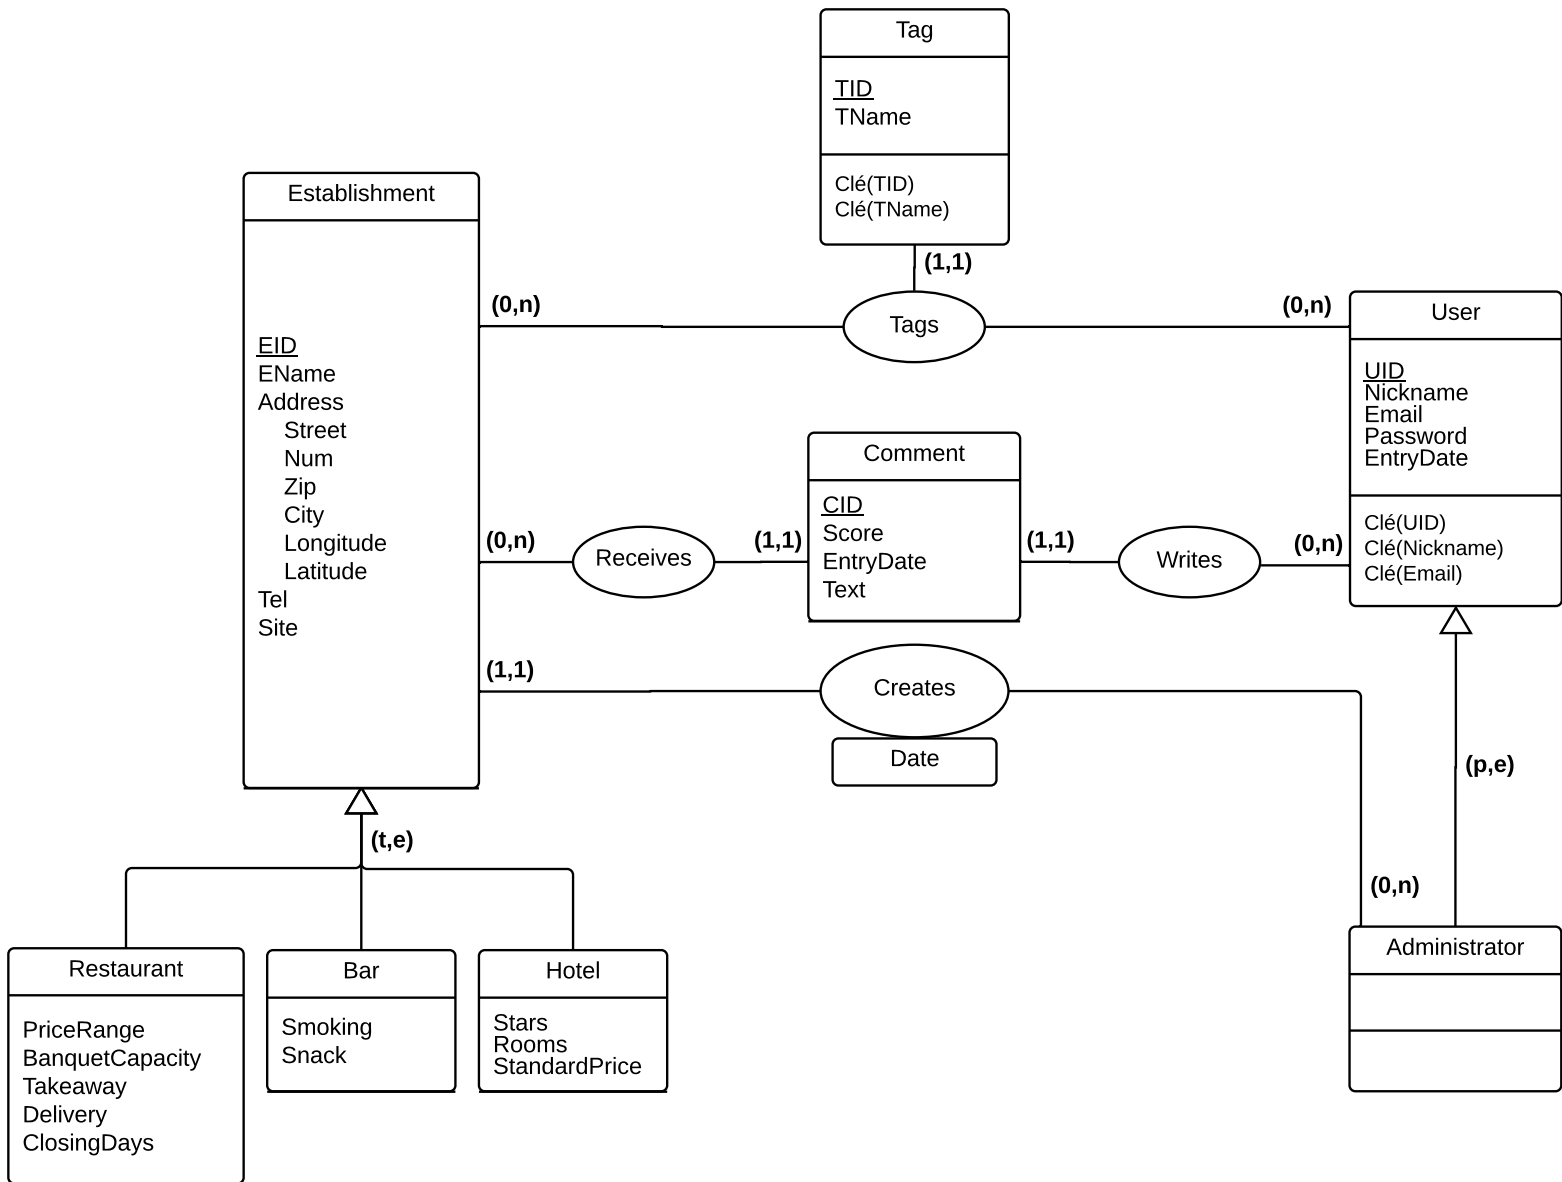 Tag
TID
TName
Clé(TID)
Clé(TName)
(1,1)
Establishment
EID
EName
Address
Street
Num
Zip
City
Longitude
Latitude
Tel
Site
(0,n)
Tags
(0,n)
User
UID
Nickname
Email
Password
EntryDate
Clé(UID)
Clé(Nickname)
Clé(Email)
Comment
CID
Score
EntryDate
Text
(0,n)
Receives
(1,1)
(1,1)
Writes
(0,n)
(1,1)
Creates
Date
(p,e)
(t,e)
(0,n)
Restaurant
PriceRange
BanquetCapacity
Takeaway
Delivery
ClosingDays
Bar
Smoking
Snack
Hotel
Stars
Rooms
StandardPrice
Administrator